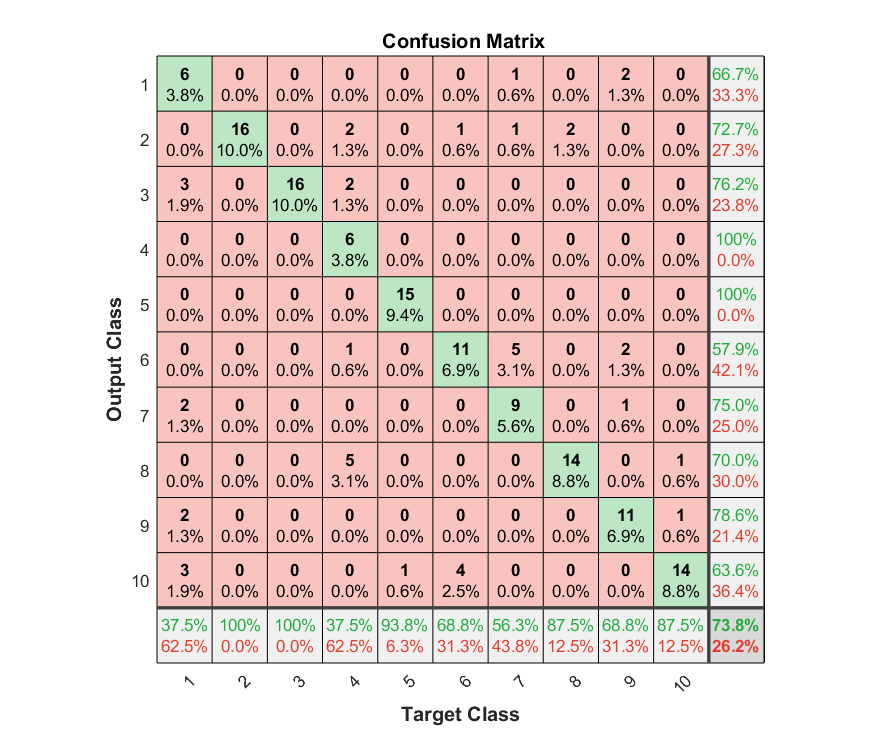 Confusion Matrix
1 6 0 0 0 0 0 1 0 2 0 66.7%
3.8% 0.0% 0.0% 0.0% 0.0% 0.0% 0.6% 0.0% 1.3% 0.0% 33.3%
2 0 16 0 2 0 1 1 2 0 0 72.7%
0.0% 10.0% 0.0% 1.3% 0.0% 0.6% 0.6% 1.3% 0.0% 0.0% 27.3%
3 3 0 16 2 0 0 0 0 0 0 76.2%
1.9% 0.0% 10.0% 1.3% 0.0% 0.0% 0.0% 0.0% 0.0% 0.0% 23.8%
4 0 0 0 6 0 0 0 0 0 0 100%
0.0% 0.0% 0.0% 3.8% 0.0% 0.0% 0.0% 0.0% 0.0% 0.0% 0.0%
5 0 0 0 0 15 0 0 0 0 0 100%
0.0% 0.0% 0.0% 0.0% 9.4% 0.0% 0.0% 0.0% 0.0% 0.0% 0.0%
6 0 0 0 1 0 11 5 0 2 0 57.9%
0.0% 0.0% 0.0% 0.6% 0.0% 6.9% 3.1% 0.0% 1.3% 0.0% 42.1%
7 2 0 0 0 0 0 9 0 1 0 75.0%
1.3% 0.0% 0.0% 0.0% 0.0% 0.0% 5.6% 0.0% 0.6% 0.0% 25.0%
8 0 0 0 5 0 0 0 14 0 1 70.0%
0.0% 0.0% 0.0% 3.1% 0.0% 0.0% 0.0% 8.8% 0.0% 0.6% 30.0%
9 2 0 0 0 0 0 0 0 11 1 78.6%
1.3% 0.0% 0.0% 0.0% 0.0% 0.0% 0.0% 0.0% 6.9% 0.6% 21.4%
10 3 0 0 0 1 4 0 0 0 14 63.6%
1.9% 0.0% 0.0% 0.0% 0.6% 2.5% 0.0% 0.0% 0.0% 8.8% 36.4%
37.5% 100% 100% 37.5% 93.8% 68.8% 56.3% 87.5% 68.8% 87.5% 73.8%
62.5% 0.0% 0.0% 62.5% 6.3% 31.3% 43.8% 12.5% 31.3% 12.5% 26.2%
1 2 3 4 5 6 7 8 9 10
Target Class
Output Class